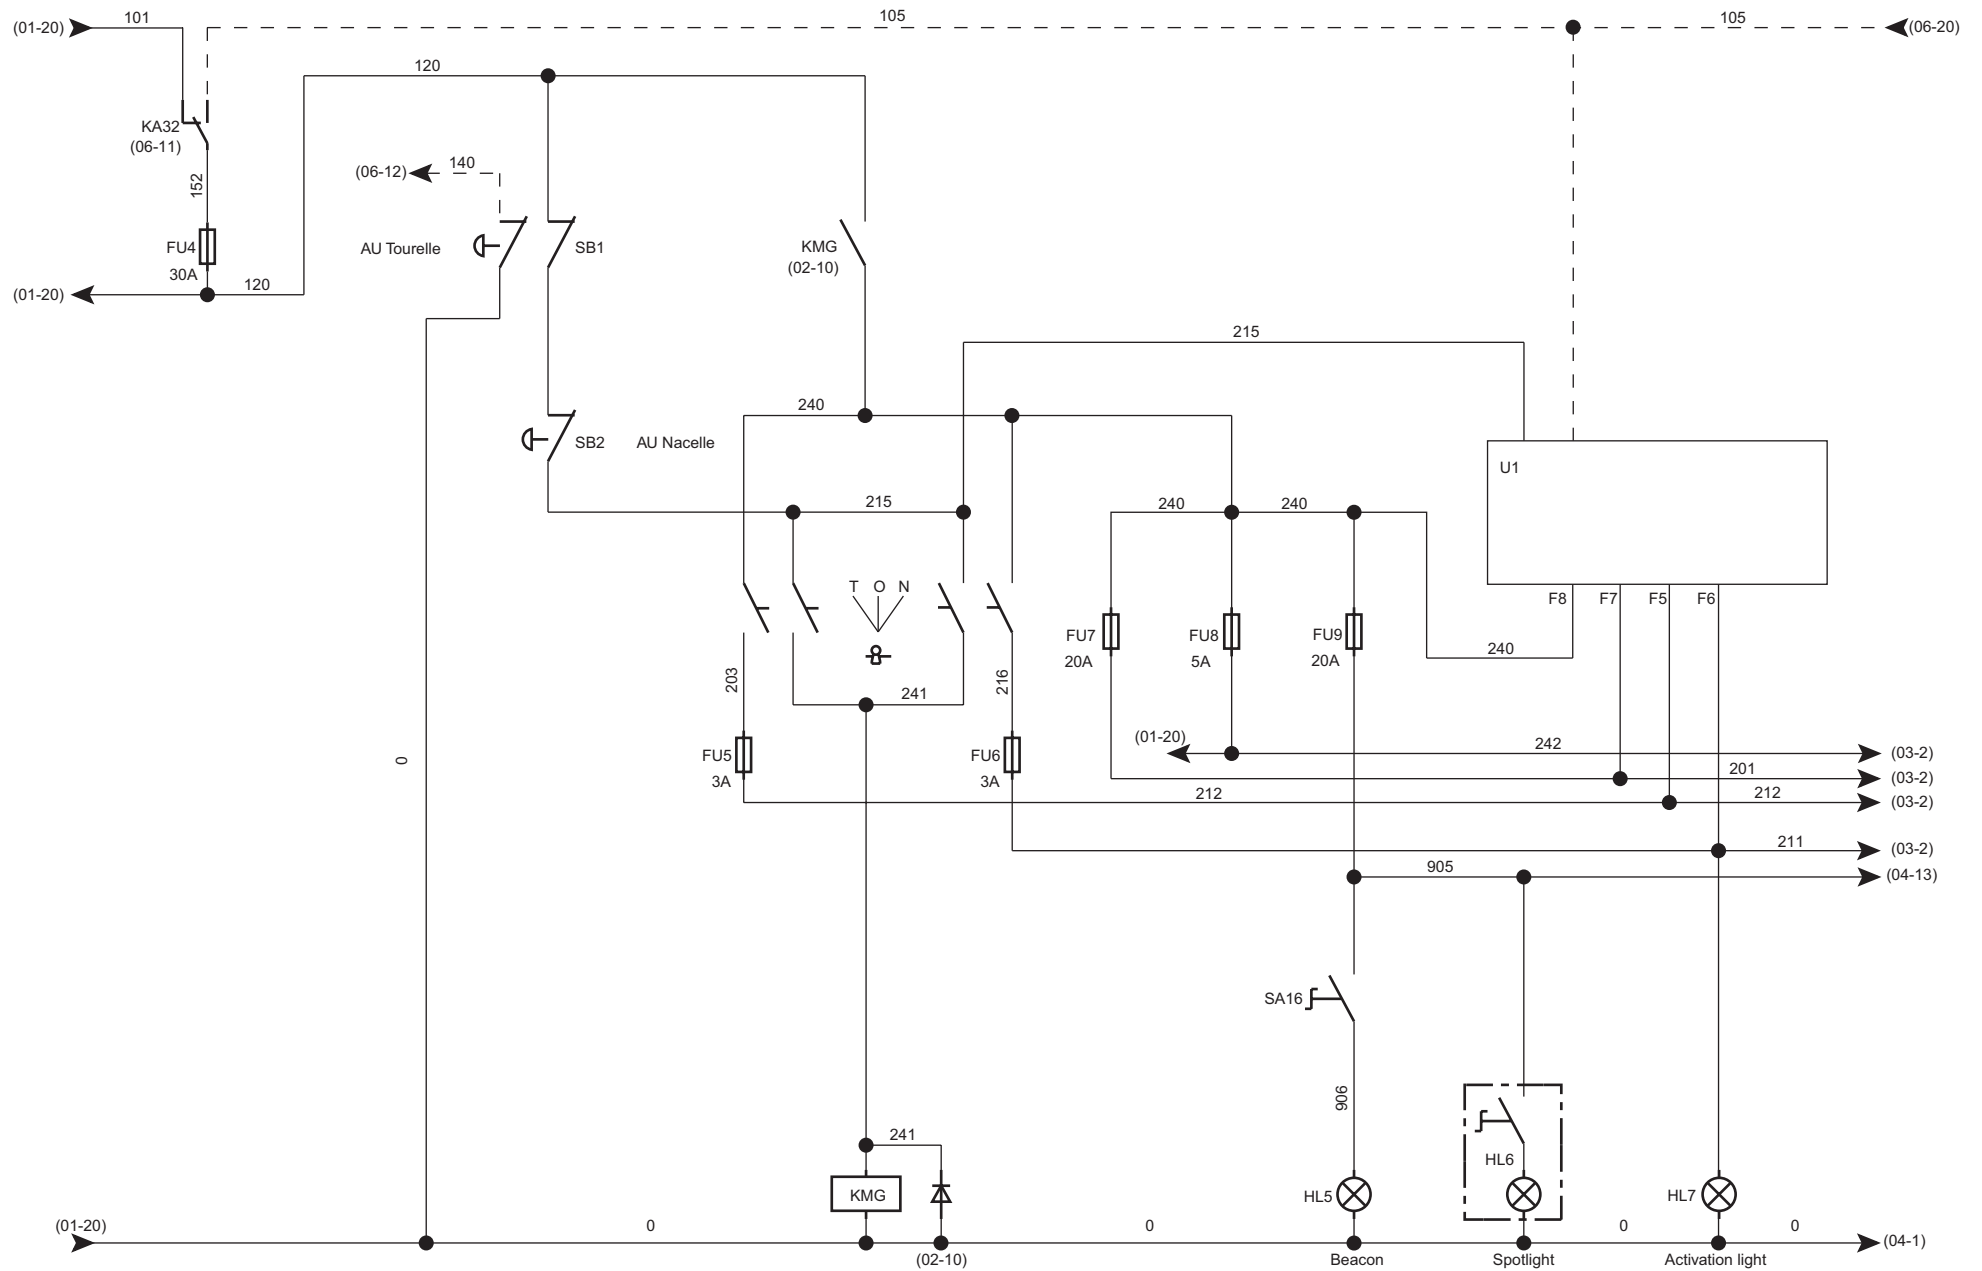 101
105
105
(01-20)
(06-20)
120
KA32
(06-11)
(06-12)
140
152
AU Tourelle
SB1
KMG
(02-10)
FU4
30A
120
(01-20)
215
240
SB2
AU Nacelle
U1
215
240
240
T O N
F8
F7
F5
F6
FU7
20A
FU8
5A
FU9
20A
240
203
241
216
(01-20)
242
(03-2)
0
FU5
3A
FU6
3A
201
(03-2)
212
212
(03-2)
211
(03-2)
905
(04-13)
SA16
906
241
HL6
KMG
HL5
HL7
(01-20)
0
0
0
0
(04-1)
(02-10)
Beacon
Spotlight
Activation light